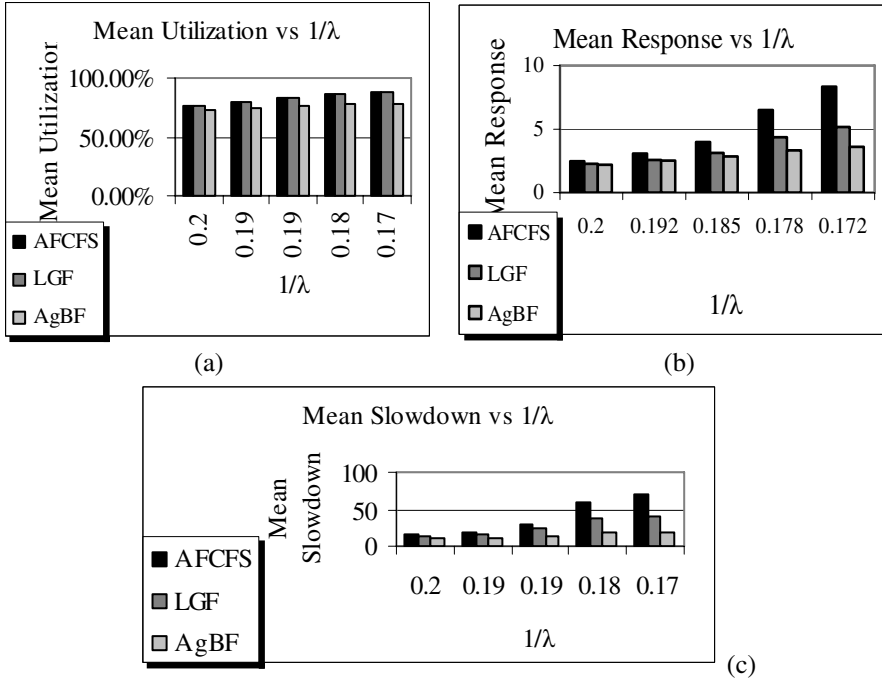 Mean Utilization vs 1/λ
Mean Utilization
100.00%
50.00%
0.00%
0.2
0.19
0.19
0.18
0.17
1/λ
AFCFS
LGF
AgBF
(a)
Mean Response vs 1/λ
Mean Response
10
5
0
0.2 0.192 0.185 0.178 0.172
1/λ
AFCFS
LGF
AgBF
(b)
Mean Slowdown vs 1/λ
Mean
Slowdown
100
50
0
0.2 0.19 0.19 0.18 0.17
1/λ
AFCFS
LGF
AgBF
(c)